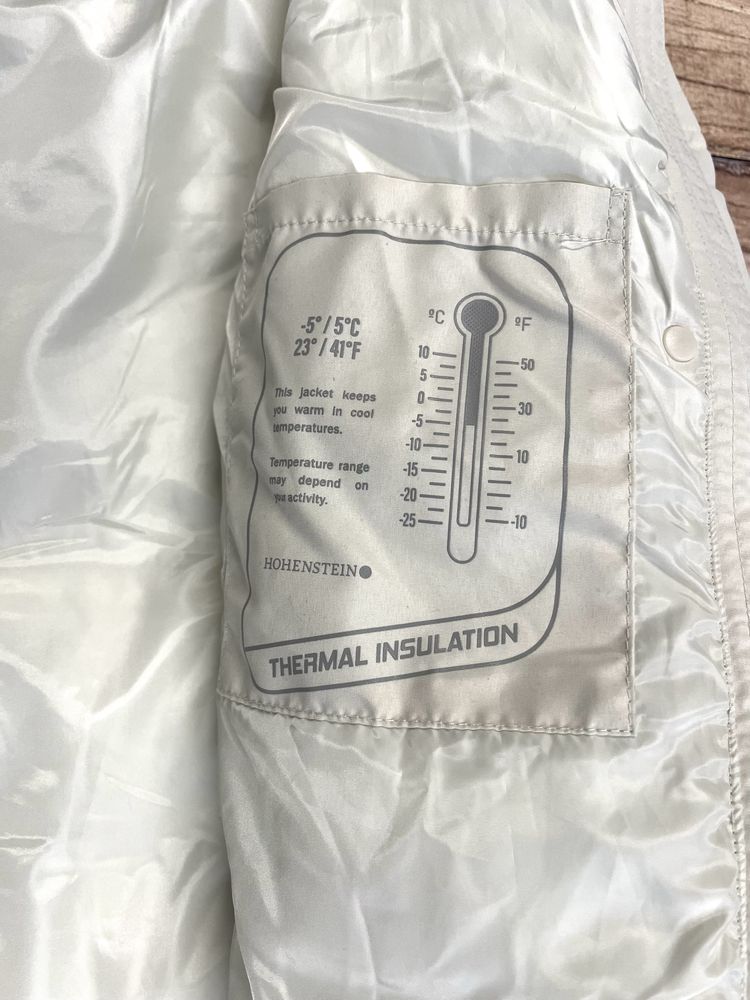 -5° / 5°C
23° / 41°F
This jacket keeps
you warm in cool
temperatures.
Temperature range
may depend on
your activity.
HOHENSTEIN
ºC
ºF
10
5
0
-5
-10
-15
-20
-25
50
30
10
-10
THERMAL INSULATION